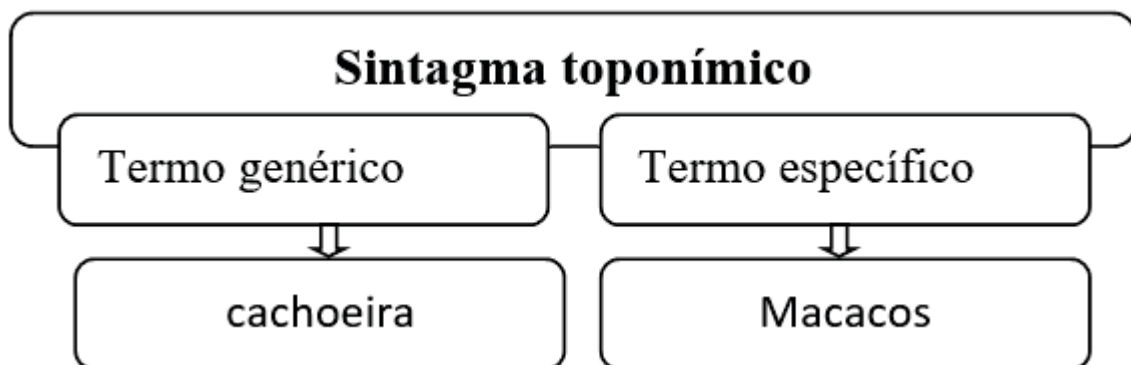 Sintagma toponímico
Termo genérico
Termo específico
cachoeira
Macacos